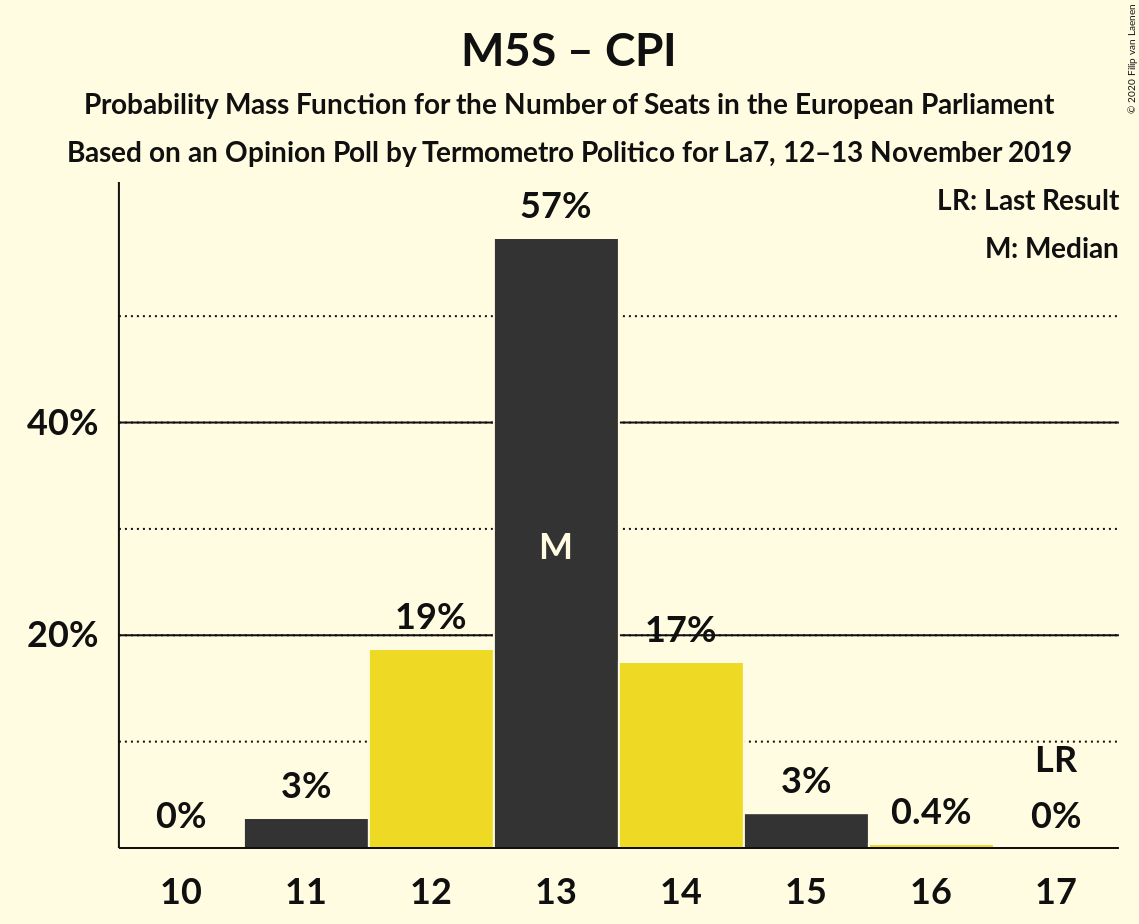 M5S – CPI
Probability Mass Function for the Number of Seats in the European Parliament
Based on an Opinion Poll by Termometro Politico for La7, 12–13 November 2019
© 2020 Filip van Laenen
LR: Last Result
M: Median
57%
40%
M
20%
19%
17%
LR
3%
3%
0%
0.4%
0%
10 11 12 13 14 15 16 17